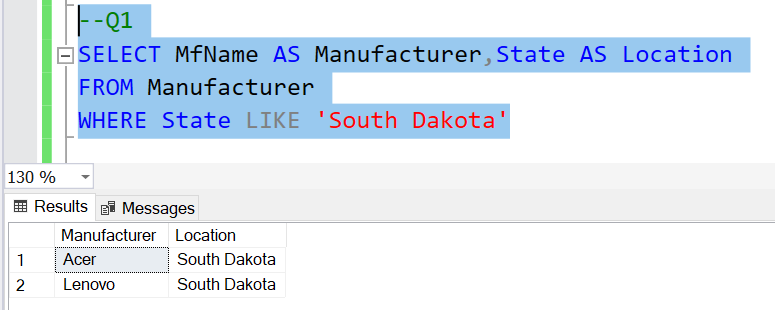 --Q1
SELECT MfName AS Manufacturer,State AS Location
FROM Manufacturer
WHERE State LIKE 'South Dakota'
130 %
Results Messages
Manufacturer Location
1 Acer South Dakota
2 Lenovo South Dakota